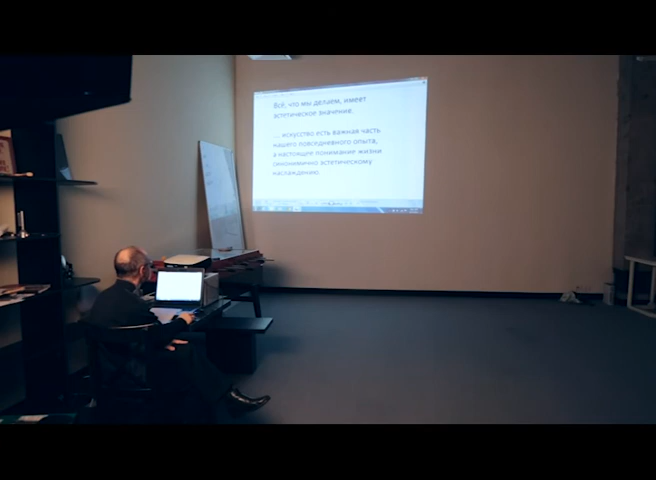 Всё, что мы делаем, имеет
эстетическое значение.
... искусство есть важная часть
нашего повседневного опыта,
а настоящее понимание жизни
синонимично эстетическому
наслаждению